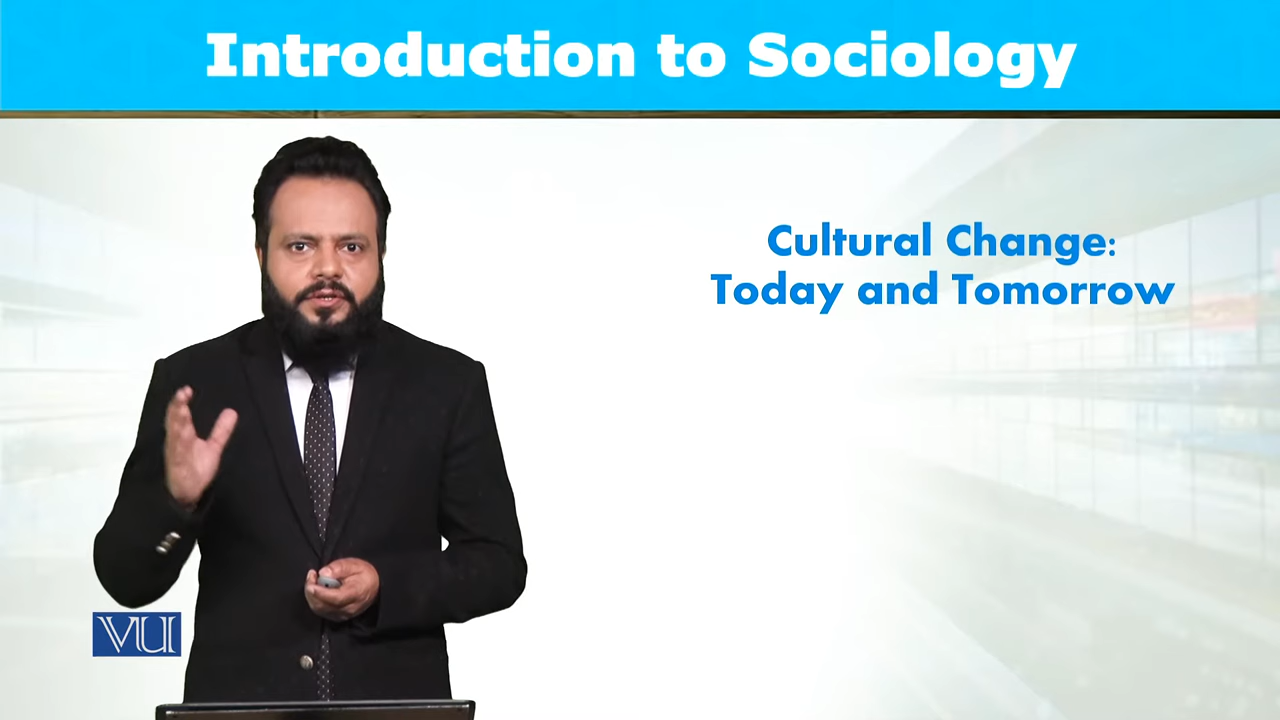 Introduction to Sociology
Cultural Change:
Today and Tomorrow
VU